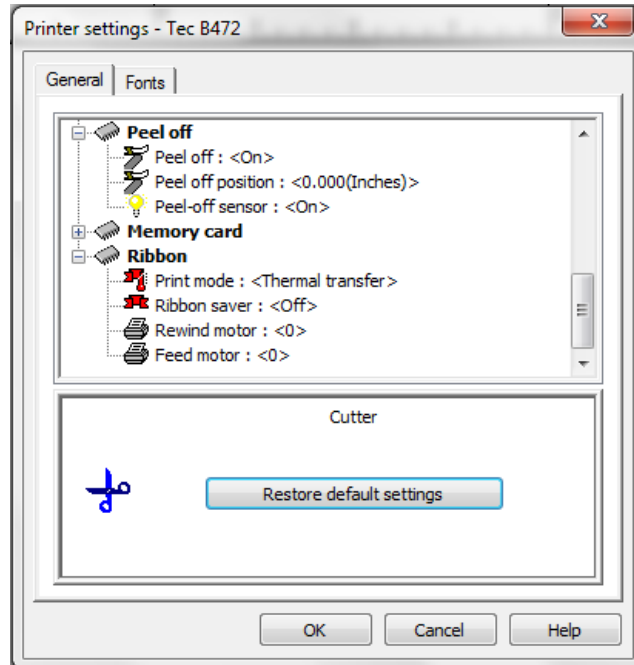 Printer settings - Tec B472
General
Fonts
Peel off
Peel off : <On>
Peel off position : <0.000(Inches)>
Peel-off sensor : <On>
Memory card
Ribbon
Print mode : <Thermal transfer>
Ribbon saver : <Off>
Rewind motor : <0>
Feed motor : <0>
Cutter
Restore default settings
OK
Cancel
Help